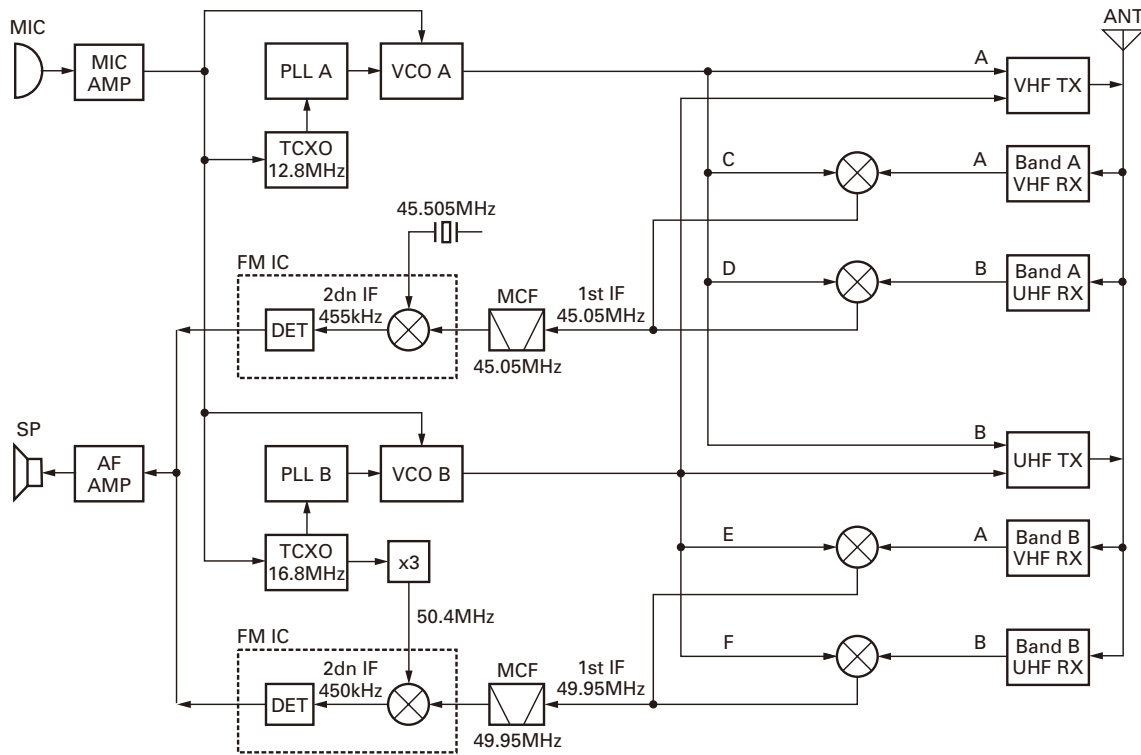 ANT
MIC
MIC
AMP
PLL A
VCO A
A
VHF TX
TCXO
12.8MHz
C
A
Band A
VHF RX
45.505MHz
FM IC
D
B
Band A
UHF RX
2dn IF
455kHz
DET
MCF
45.05MHz
1st IF
45.05MHz
SP
AF
AMP
PLL B
VCO B
B
UHF TX
TCXO
16.8MHz
x3
E
A
Band B
VHF RX
50.4MHz
FM IC
F
B
Band B
UHF RX
2dn IF
450kHz
DET
MCF
49.95MHz
1st IF
49.95MHz